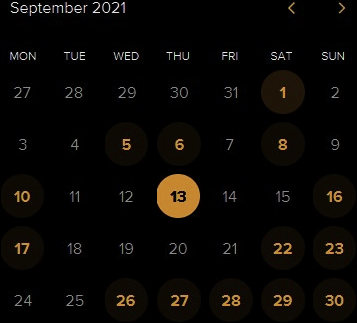 September 2021
MON TUE WED THU FRI SAT SUN
27 28 29 30 31 1 2
3 4 5 6 7 8 9
10 11 12 13 14 15 16
17 18 19 20 21 22 23
24 25 26 27 28 29 30